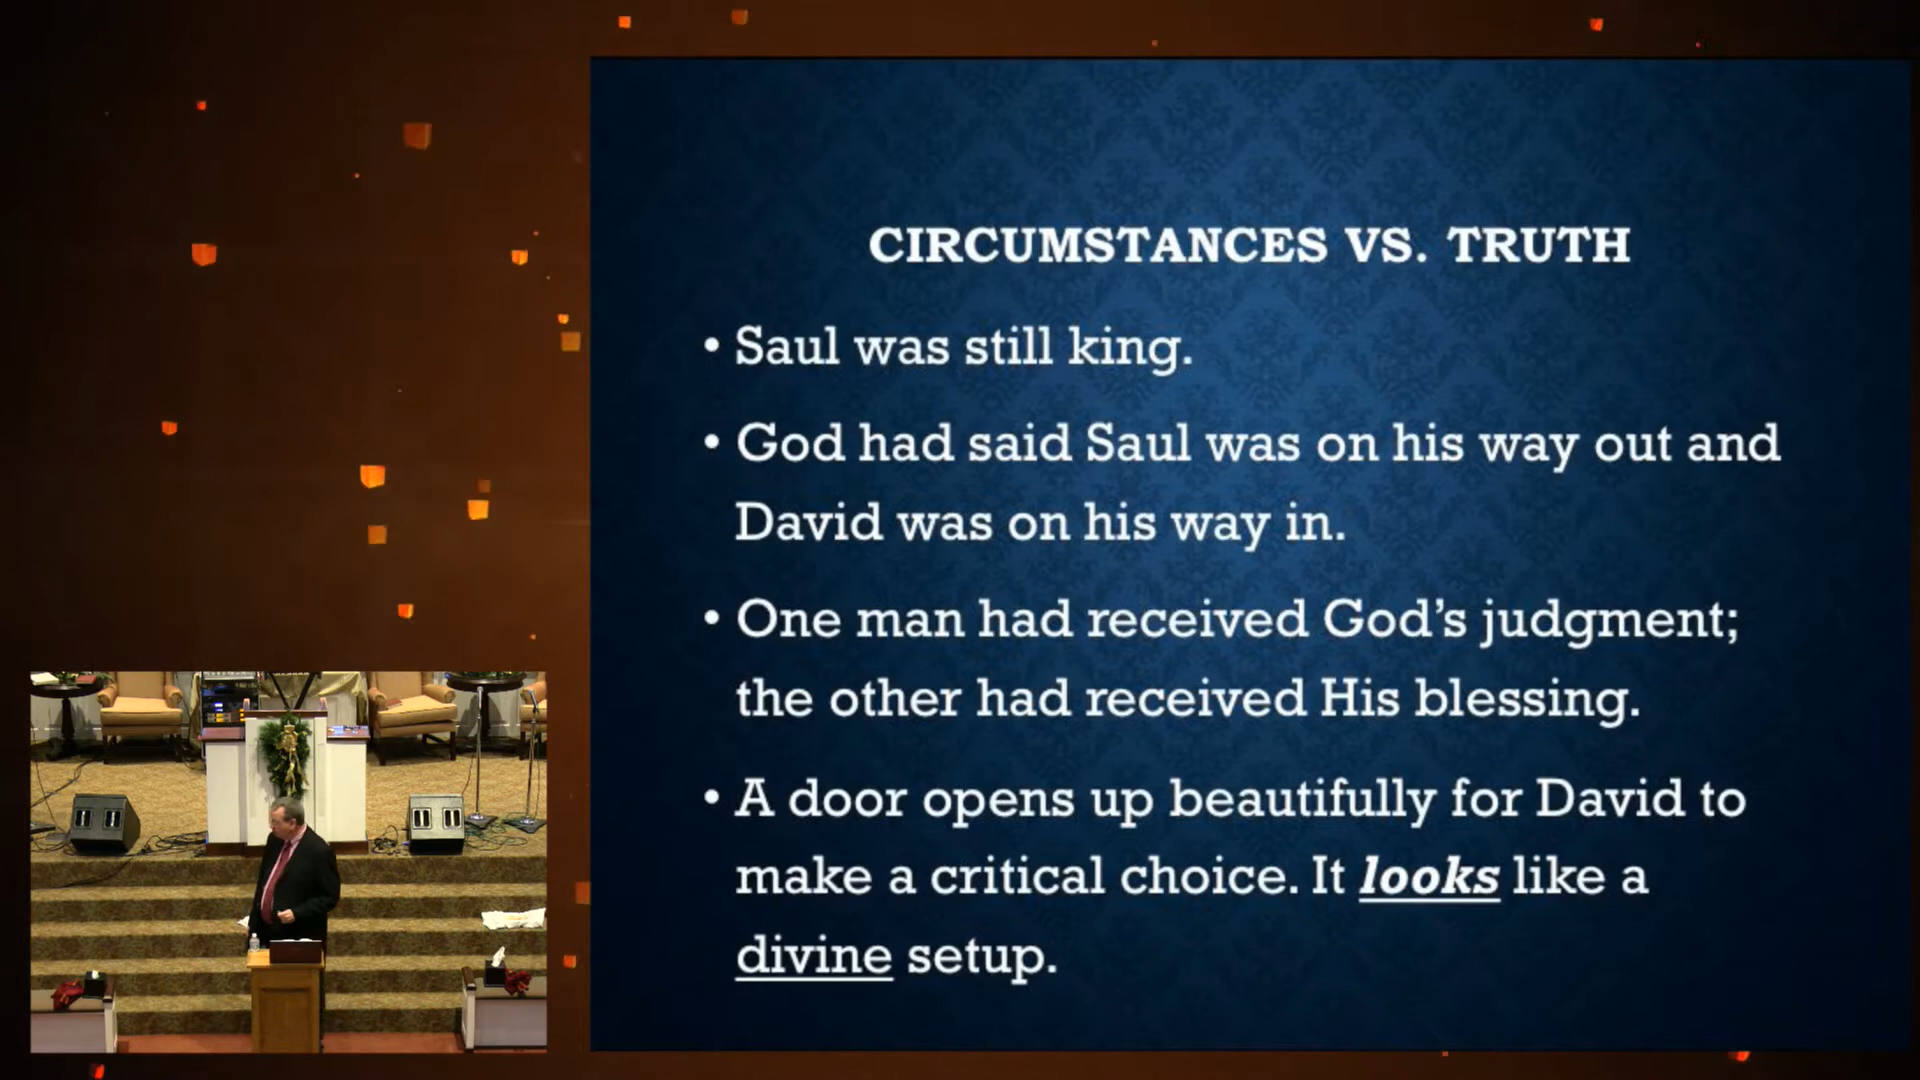 CIRCUMSTANCES VS. TRUTH
• Saul was still king.
• God had said Saul was on his way out and
David was on his way in.
• One man had received God’s judgment;
the other had received His blessing.
• A door opens up beautifully for David to
make a critical choice. It looks like a
divine setup.